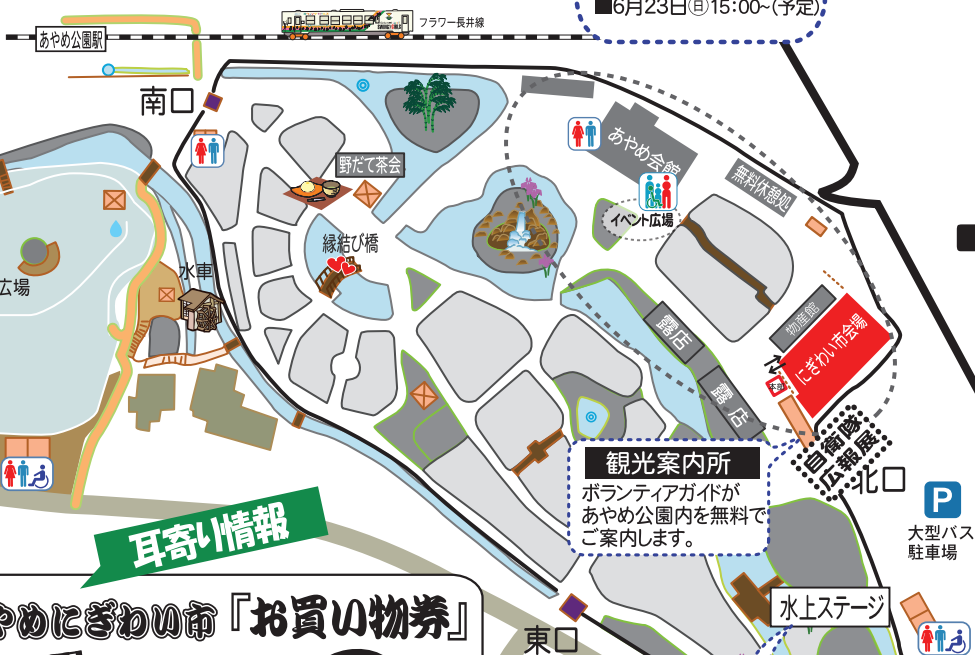 ■6月23日㊐15:00~(予定)
フラワー長井線
あやめ公園駅
南口
あやめ会館
野だて茶会
無料休憩処
イベント広場
縁結び橋
水車
広場
物産館
にぎわい市会場
露店
本部
露店
自衛隊
広報展
北口
観光案内所
ボランティアガイドが
あやめ公園内を無料で
ご案内します。
P
大型バス
駐車場
耳寄り情報
やめにぎわい市『お買い物券』
水上ステージ
東口